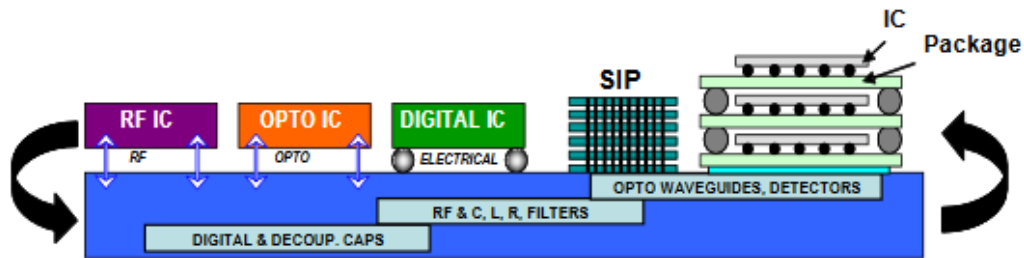 IC
Package
SIP
RF IC
OPTO IC
DIGITAL IC
RF
OPTO
ELECTRICAL
OPTO WAVEGUIDES, DETECTORS
RF & C, L, R, FILTERS
DIGITAL & DECOUP. CAPS